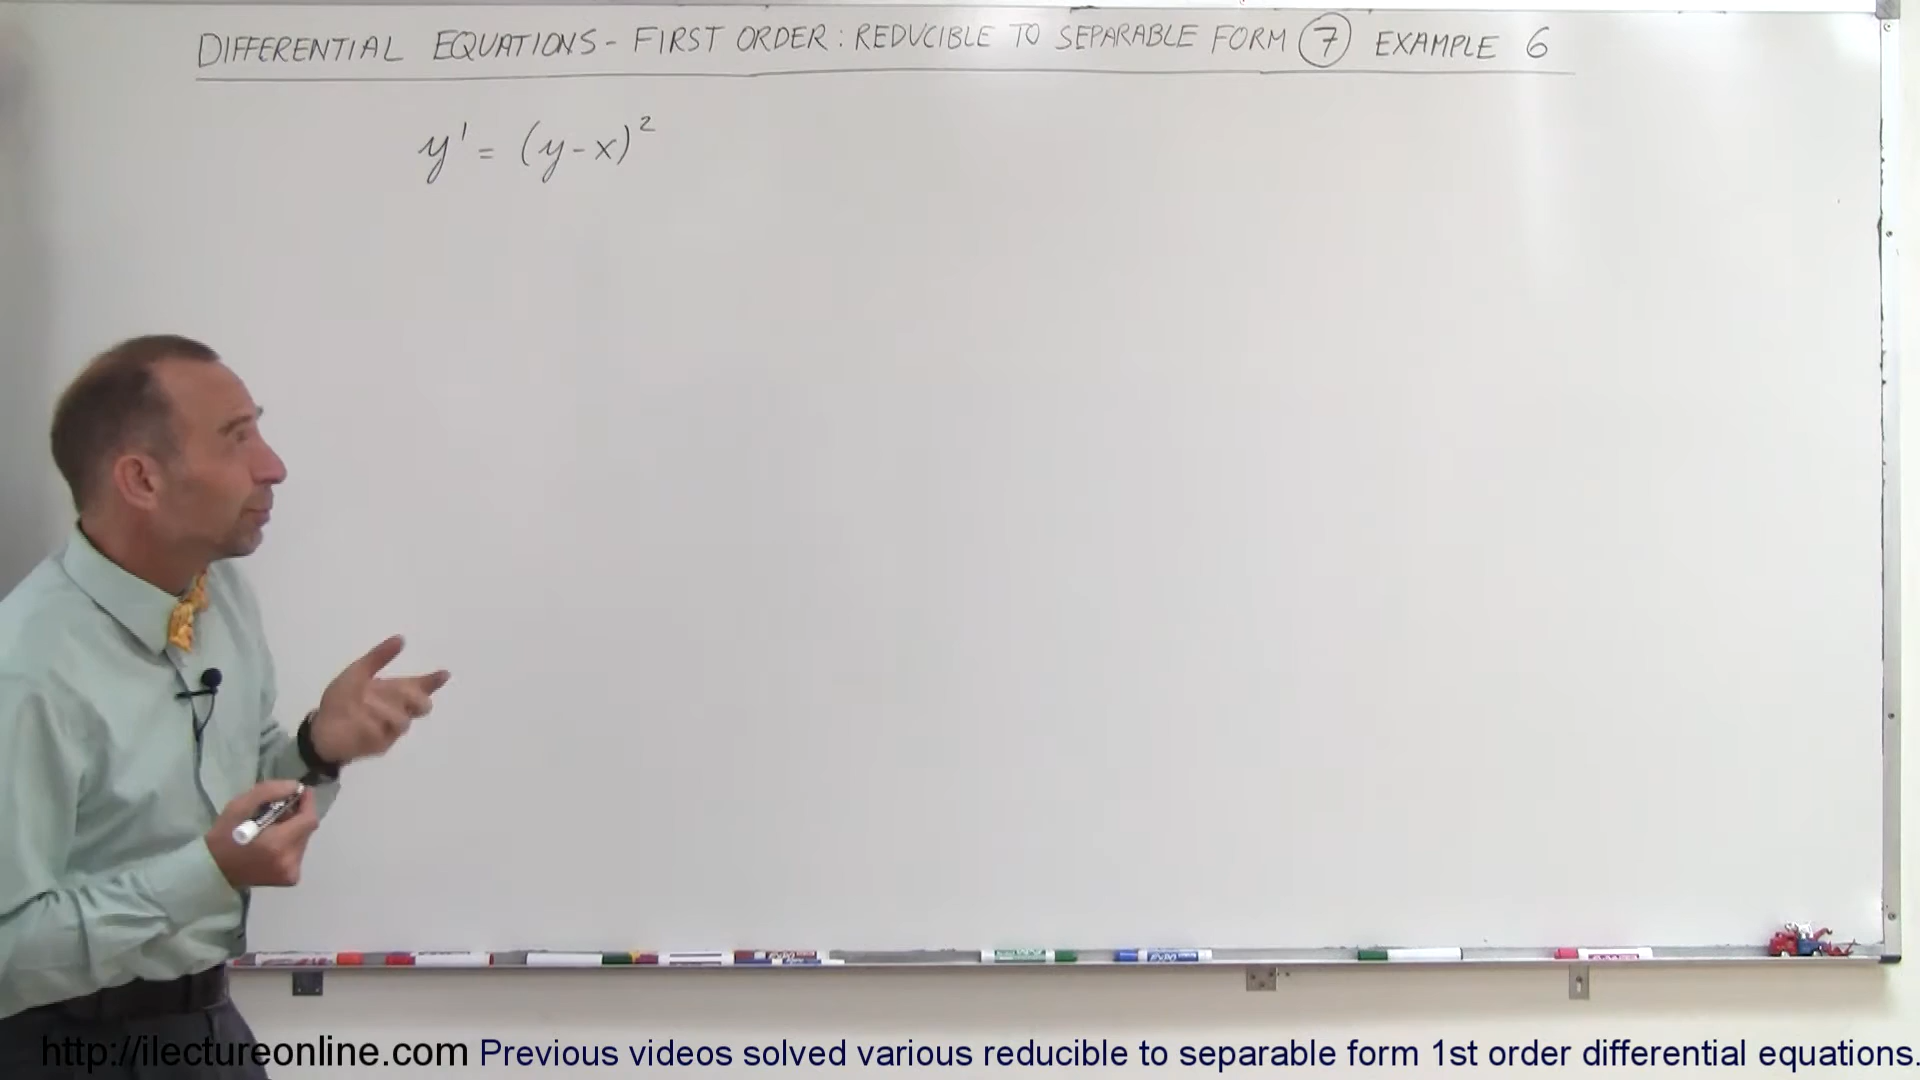 DIFFERENTIAL EQUATIONS - FIRST ORDER: REDUCIBLE TO SEPARABLE FORM 7 EXAMPLE 6
y' = (y-x)²
http://ilectureonline.com Previous videos solved various reducible to separable form 1st order differential equations.